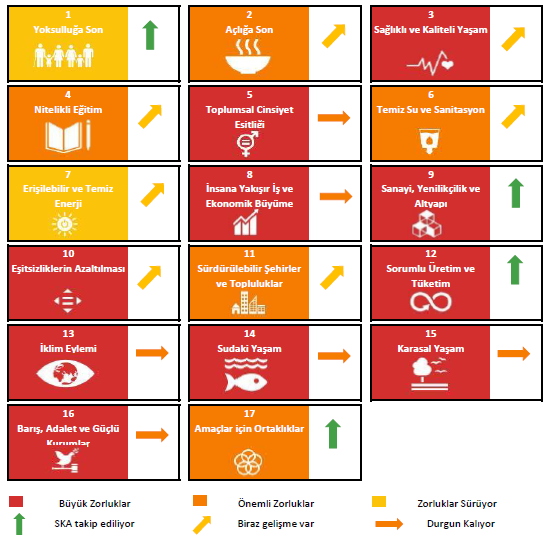 1
Yoksulluğa Son
2
Açlığa Son
3
Sağlıklı ve Kaliteli Yaşam
4
Nitelikli Eğitim
5
Toplumsal Cinsiyet
Eşitliği
6
Temiz Su ve Sanitasyon
7
Erişilebilir ve Temiz
Enerji
8
İnsana Yakışır İş ve
Ekonomik Büyüme
9
Sanayi, Yenilikçilik ve
Altyapı
10
Eşitsizliklerin Azaltılması
11
Sürdürülebilir Şehirler
ve Topluluklar
12
Sorumlu Üretim ve
Tüketim
13
İklim Eylemi
14
Sudaki Yaşam
15
Karasal Yaşam
16
Barış, Adalet ve Güçlü
Kurumlar
17
Amaçlar için Ortaklıklar
Büyük Zorluklar
Önemli Zorluklar
Zorluklar Sürüyor
SKA takip ediliyor
Biraz gelişme var
Durgun Kalıyor